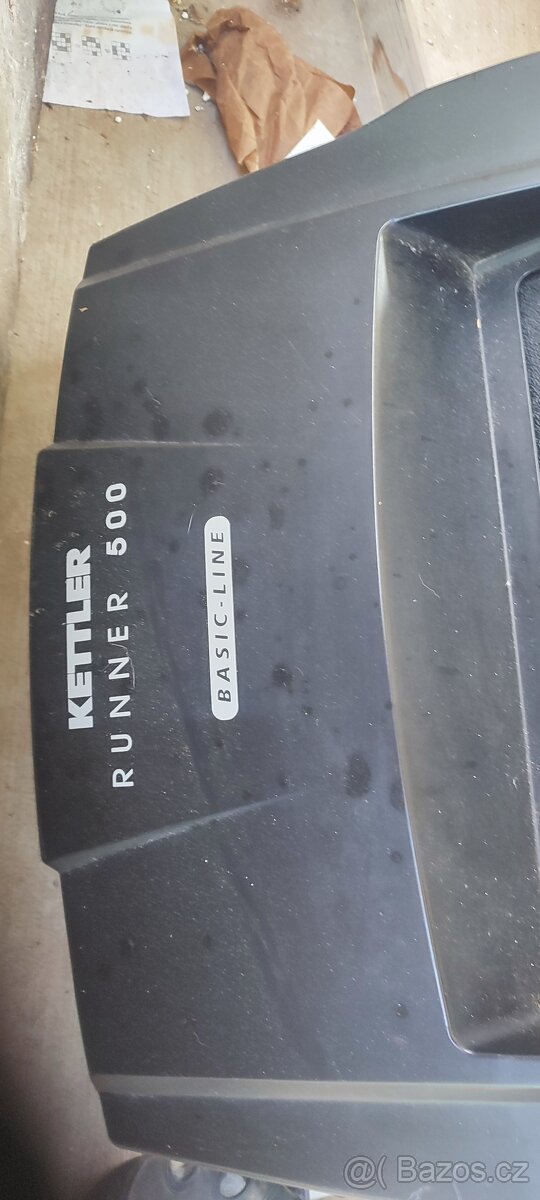 KETTLER
RUNNER 500
BASIC-LINE
@( Bazos.cz